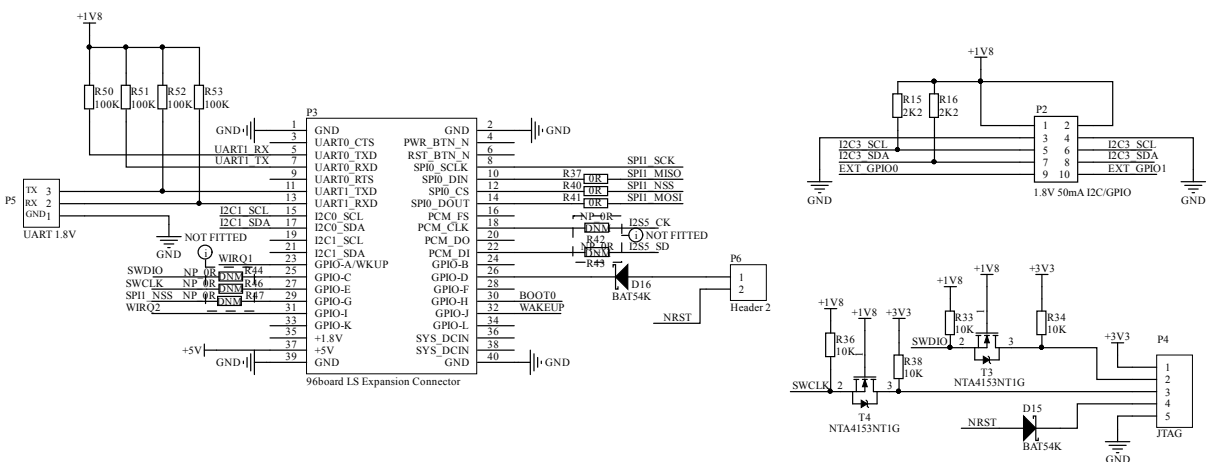 +1V8
R50
100K
R51
100K
R52
100K
R53
100K
P3
GND
1
GND
GND
2
GND
3
UART0_CTS
PWR_BTN_N
4
UART1_RX
5
UART0_TXD
RST_BTN_N
6
UART1_TX
7
UART0_RXD
SPI0_SCLK
8
SPI1_SCK
9
UART0_RTS
SPI0_DIN
10
R37
0R
SPI1_MISO
11
UART1_TXD
SPI0_CS
12
R40
0R
SPI1_NSS
13
UART1_RXD
SPI0_DOUT
14
R41
0R
SPI1_MOSI
I2C1_SCL
15
I2C0_SCL
PCM_FS
16
I2C1_SDA
17
I2C0_SDA
PCM_CLK
18
NP_0R
DNM
R42
I2S5_CK
19
I2C1_SCL
PCM_DO
20
i NOT FITTED
21
I2C1_SDA
PCM_DI
22
NP_0R
DNM
R43
I2S5_SD
WIRQ1
23
GPIO-A/WKUP
GPIO-B
24
SWDIO
NP_0R
DNM
R44
25
GPIO-C
GPIO-D
26
SWCLK
NP_0R
DNM
R46
27
GPIO-E
GPIO-F
28
SPI1_NSS
NP_0R
DNM
R47
29
GPIO-G
GPIO-H
30
BOOT0
WIRQ2
31
GPIO-I
GPIO-J
32
WAKEUP
33
GPIO-K
GPIO-L
34
35
+1.8V
SYS_DCIN
36
+5V
37
+5V
SYS_DCIN
38
GND
39
GND
GND
40
GND
96board LS Expansion Connector
P5
TX 3
RX 2
GND 1
UART 1.8V
GND
NOT FITTED
i
D16
BAT54K
NRST
P6
1
2
Header 2
+1V8
R15
2K2
R16
2K2
P2
1 2
3 4
I2C3_SCL
5 6
I2C3_SCL
I2C3_SDA
7 8
I2C3_SDA
EXT_GPIO0
9 10
EXT_GPIO1
GND
1.8V 50mA I2C/GPIO
GND
+1V8
+1V8
+3V3
+1V8
+1V8
+3V3
R36
10K
R38
10K
R33
10K
R34
10K
SWDIO
2
1
3
T3
NTA4153NT1G
SWCLK
2
1
3
T4
NTA4153NT1G
+3V3
P4
1
2
3
4
5
JTAG
NRST
D15
BAT54K
GND